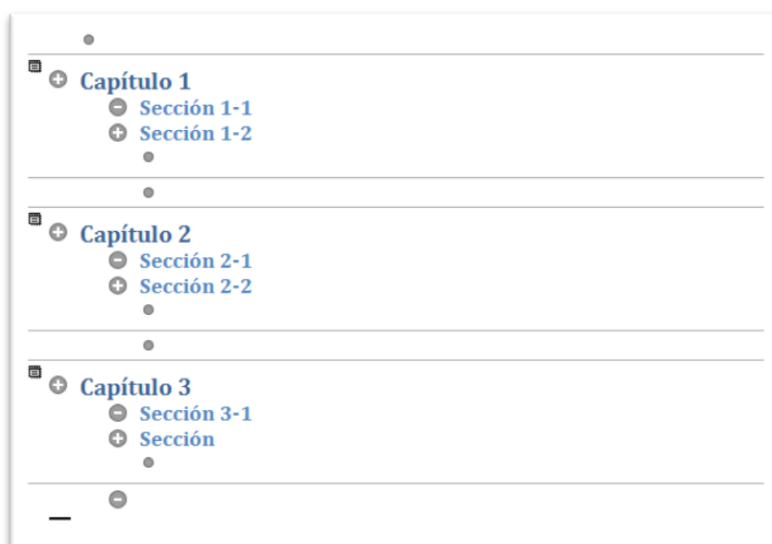 Capítulo 1
Sección 1-1
Sección 1-2
Capítulo 2
Sección 2-1
Sección 2-2
Capítulo 3
Sección 3-1
Sección